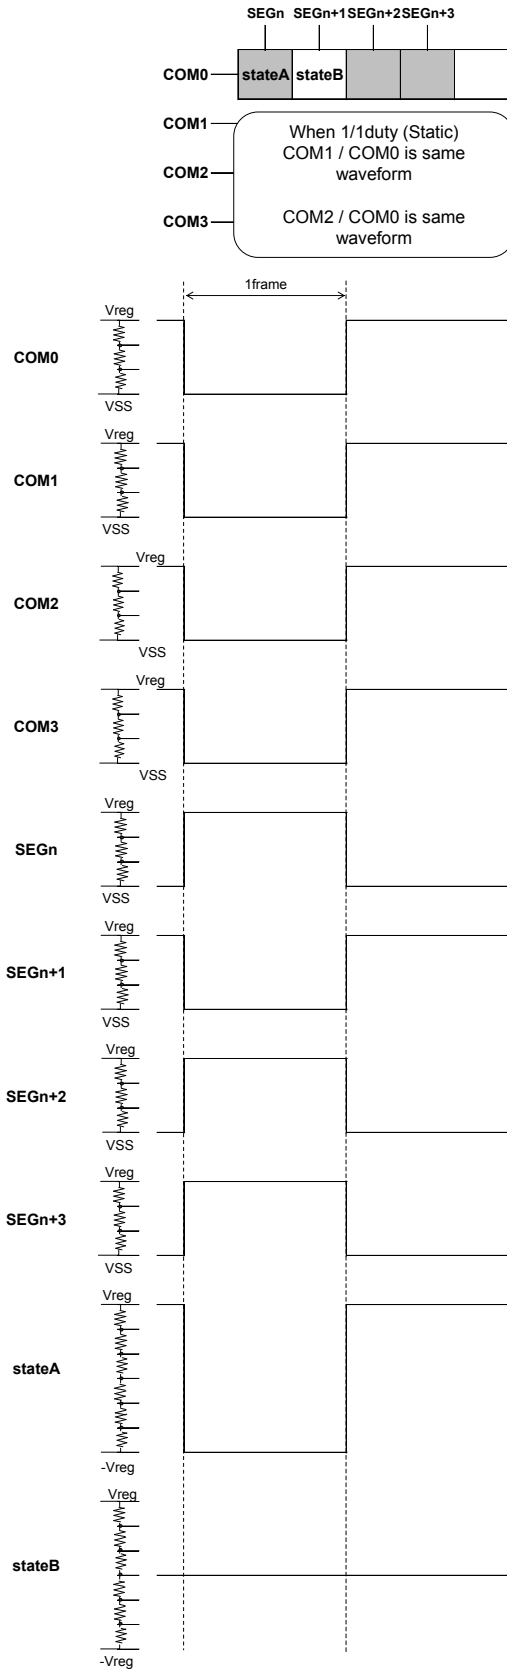 SEGn SEGn+1 SEGn+2 SEGn+3
COM0 stateA stateB
COM1
When 1/1duty (Static)
COM1 / COM0 is same
waveform
COM2
COM3
COM2 / COM0 is same
waveform
1frame
Vreg
COM0
VSS
Vreg
COM1
VSS
Vreg
COM2
VSS
Vreg
COM3
VSS
Vreg
SEGn
VSS
Vreg
SEGn+1
VSS
Vreg
SEGn+2
VSS
Vreg
SEGn+3
VSS
Vreg
stateA
-Vreg
Vreg
stateB
-Vreg